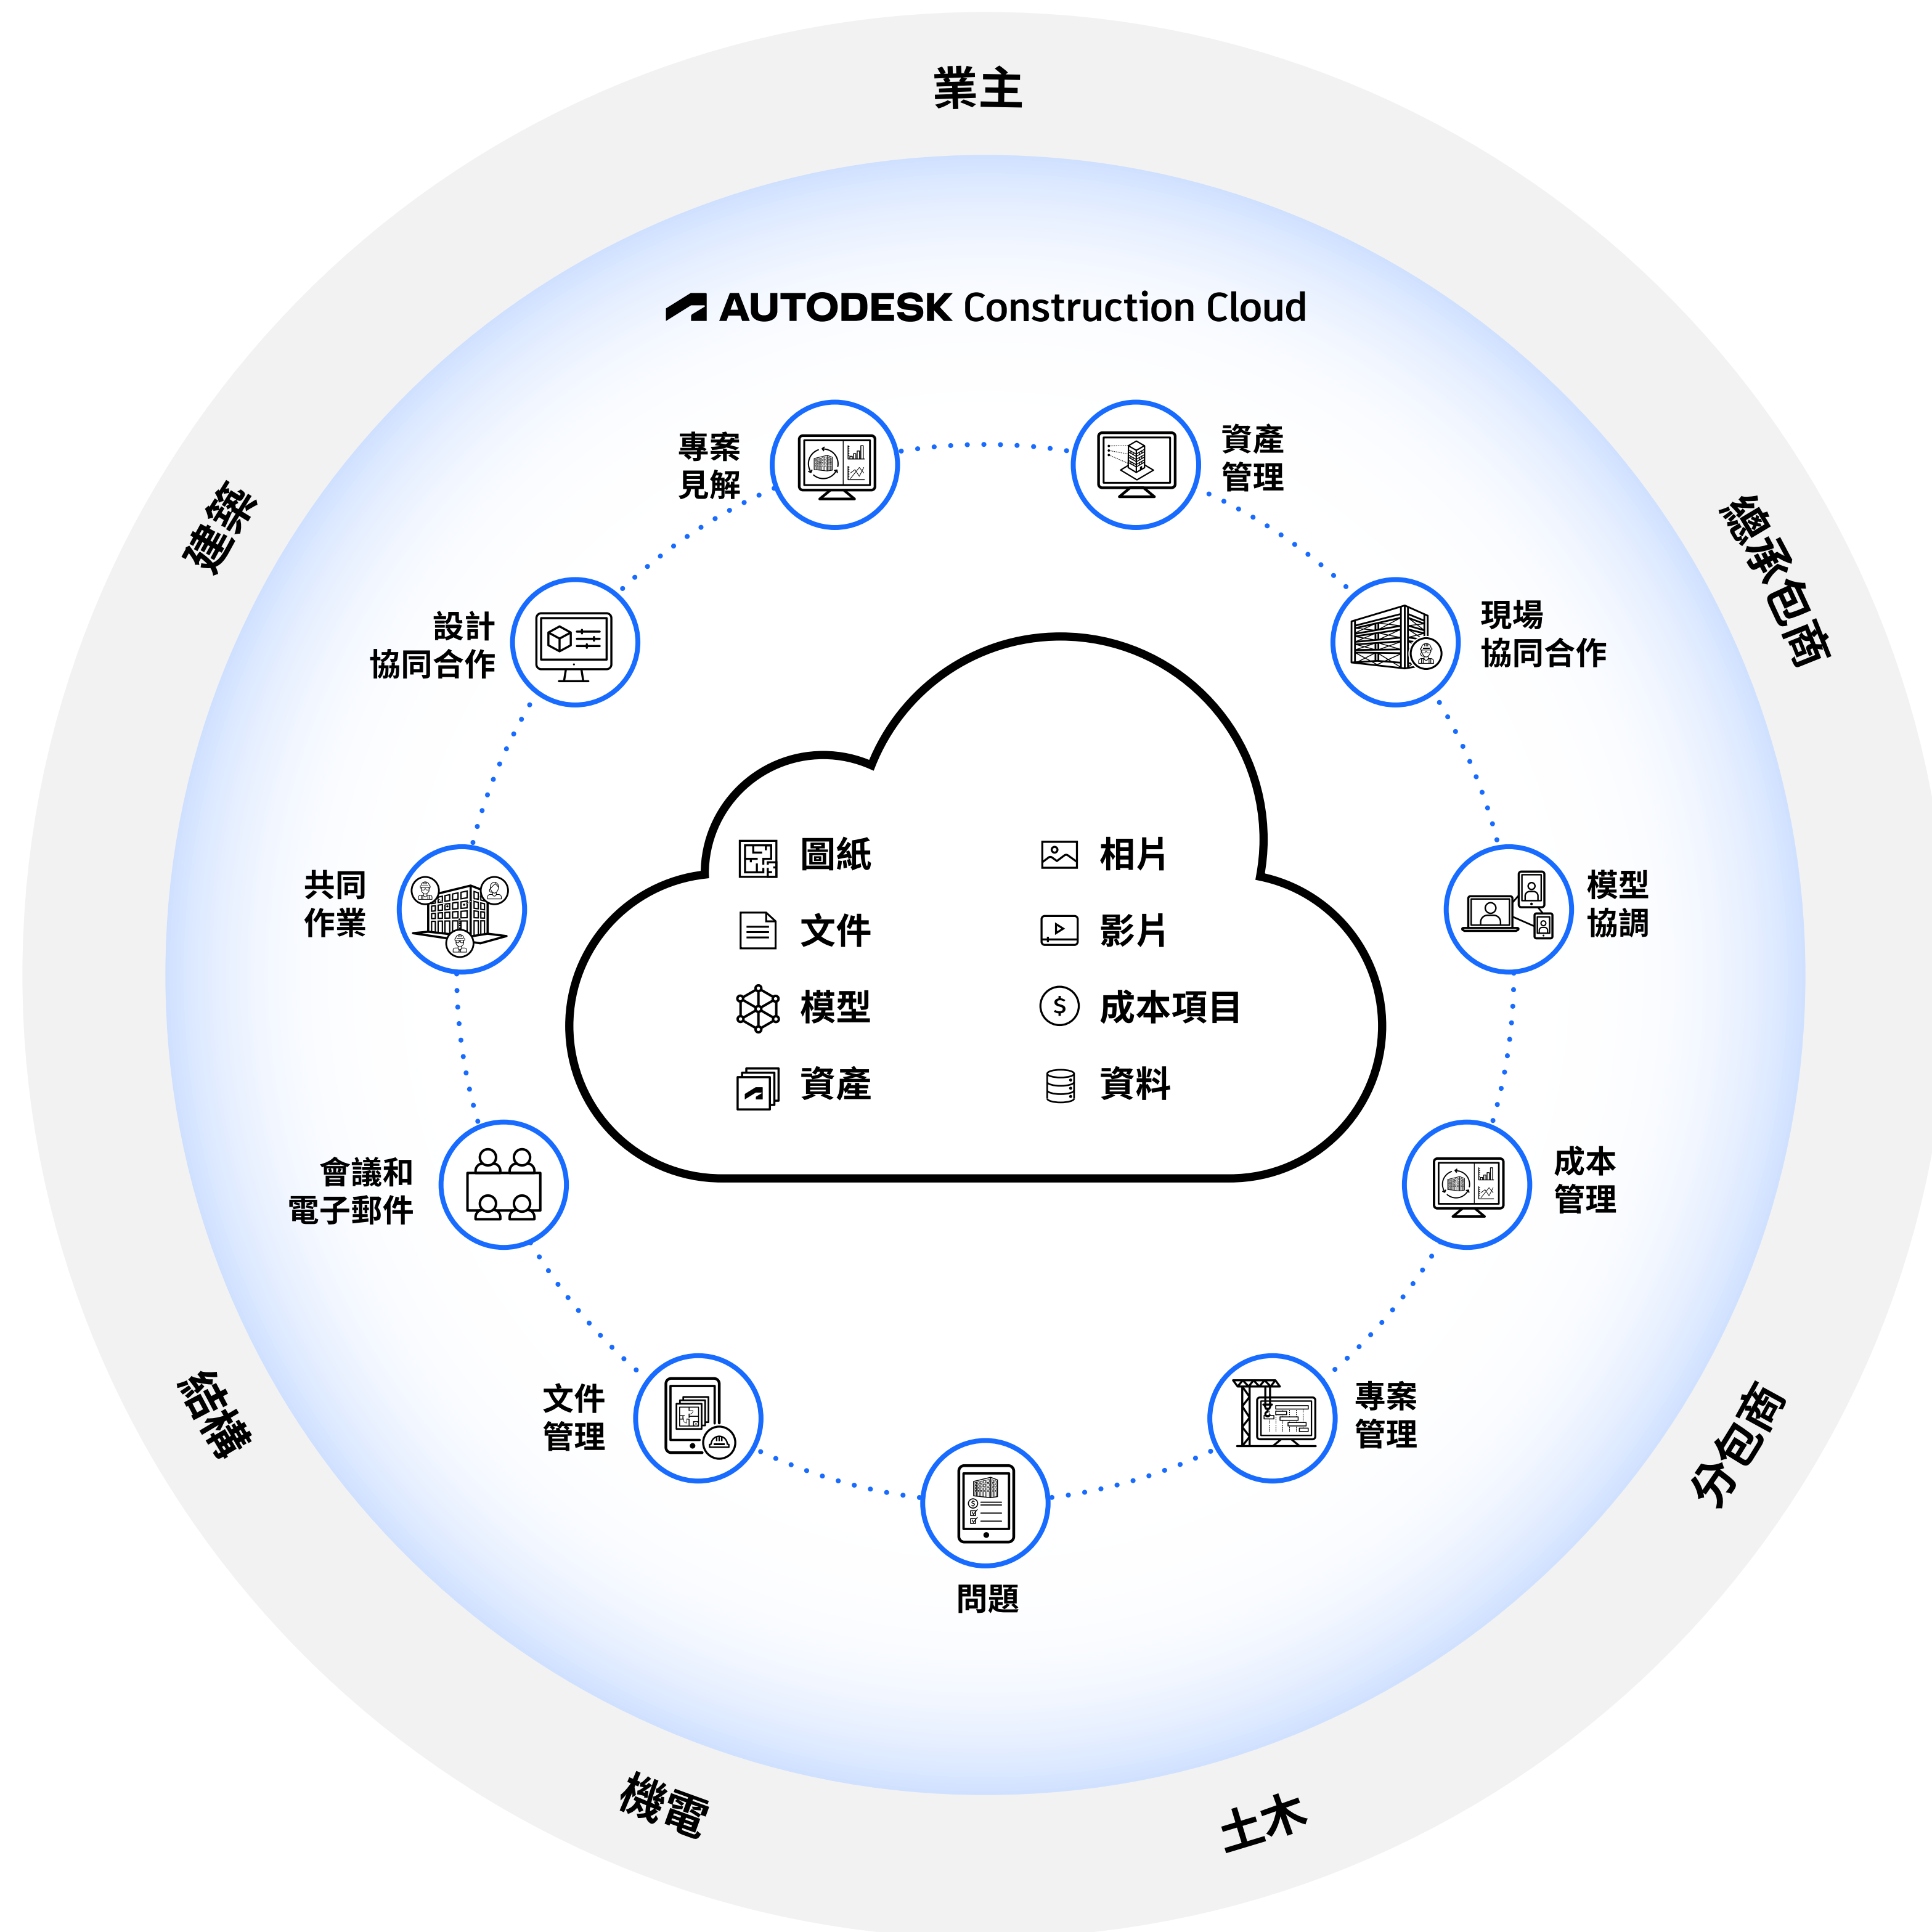 業主
AUTODESK Construction Cloud
專案
見解
資產
管理
建築
總承包商
設計
協同合作
現場
協同合作
圖紙
相片
共同
作業
模型
協調
文件
影片
模型
成本項目
資產
資料
會議和
電子郵件
成本
管理
文件
管理
專案
管理
結構
分包商
問題
機電
土木